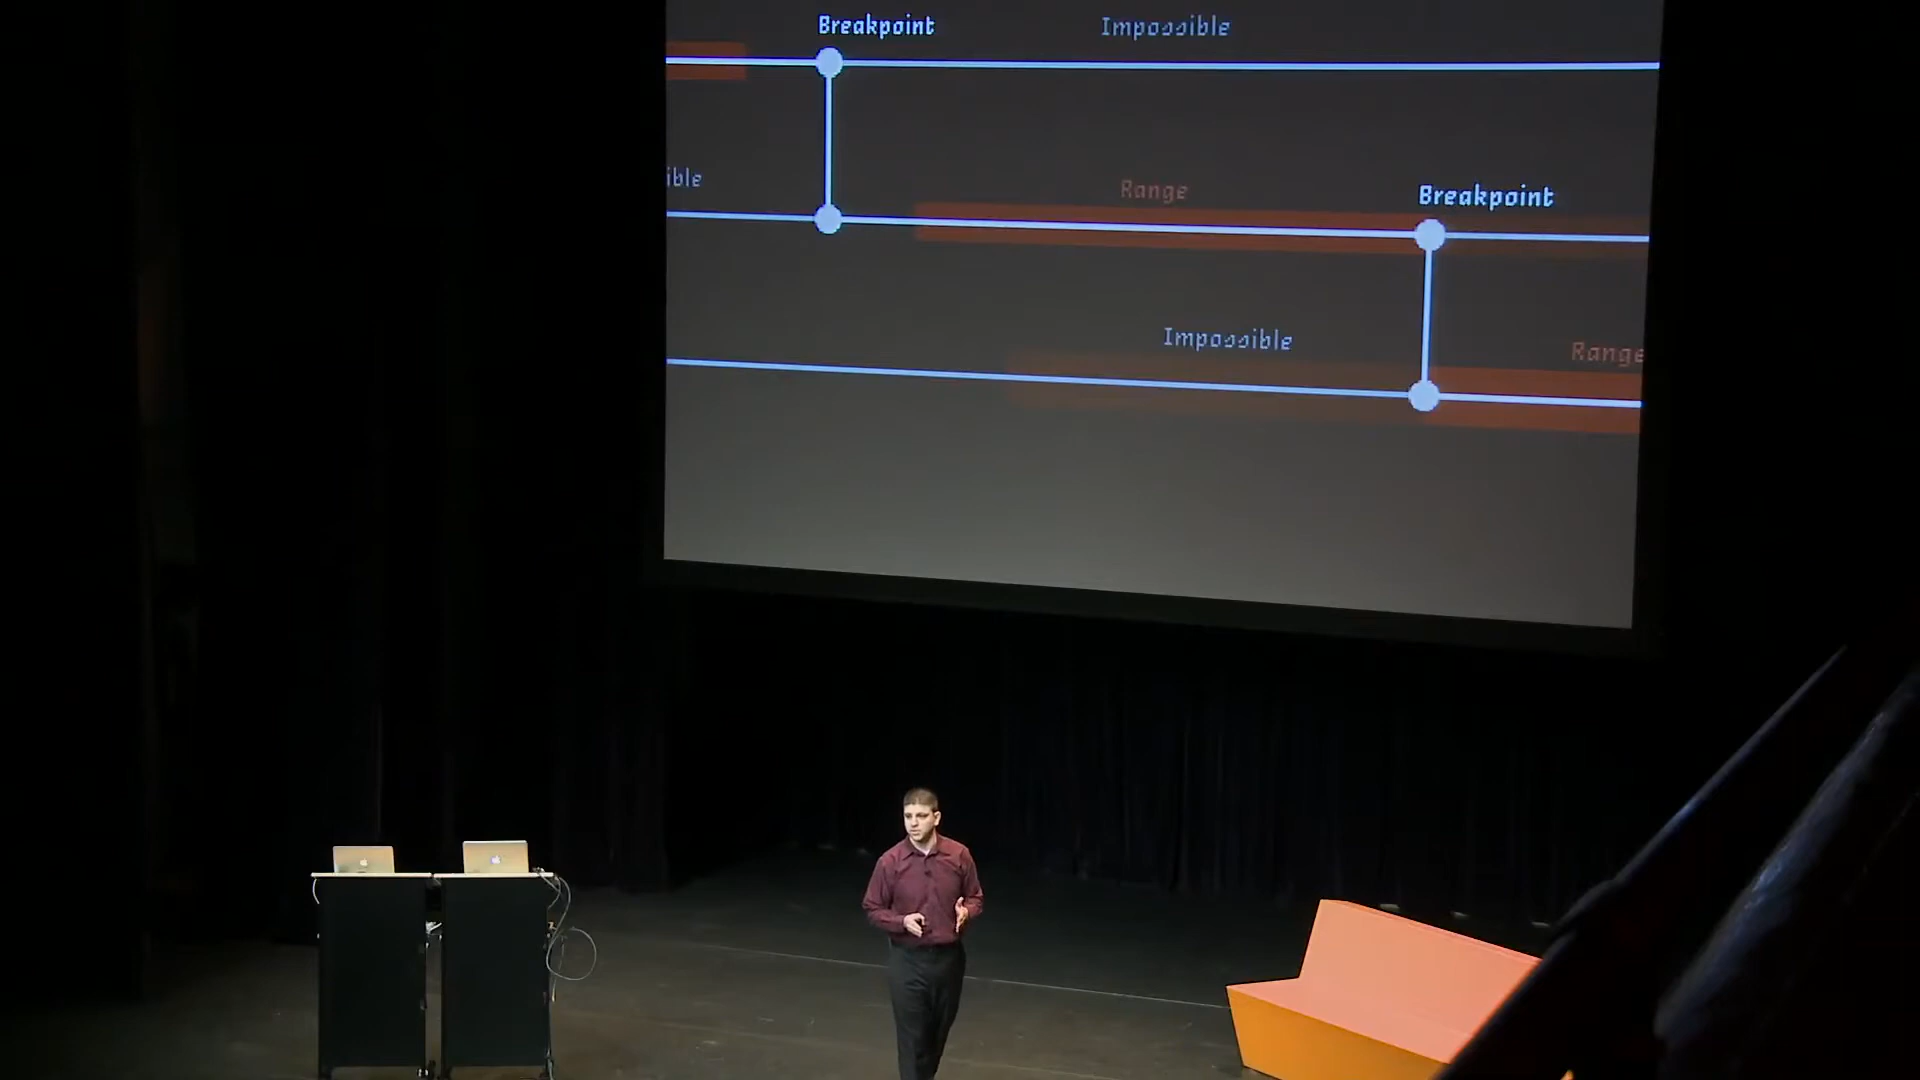 Breakpoint
Impossible
ible
Range
Breakpoint
Impossible
Range